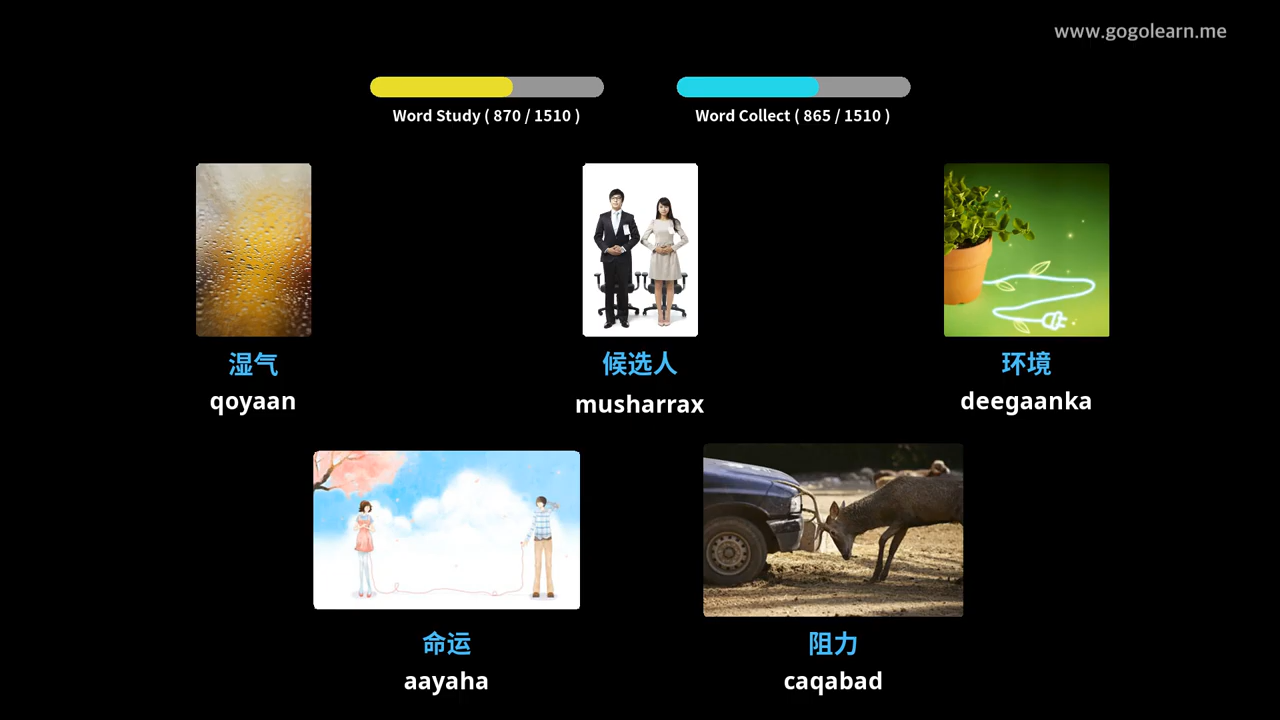 www.gogolearn.me
Word Study ( 870 / 1510 )
Word Collect ( 865 / 1510 )
湿气
qoyaan
候选人
musharrax
环境
deegaanka
命运
aayaha
阻力
caqabad